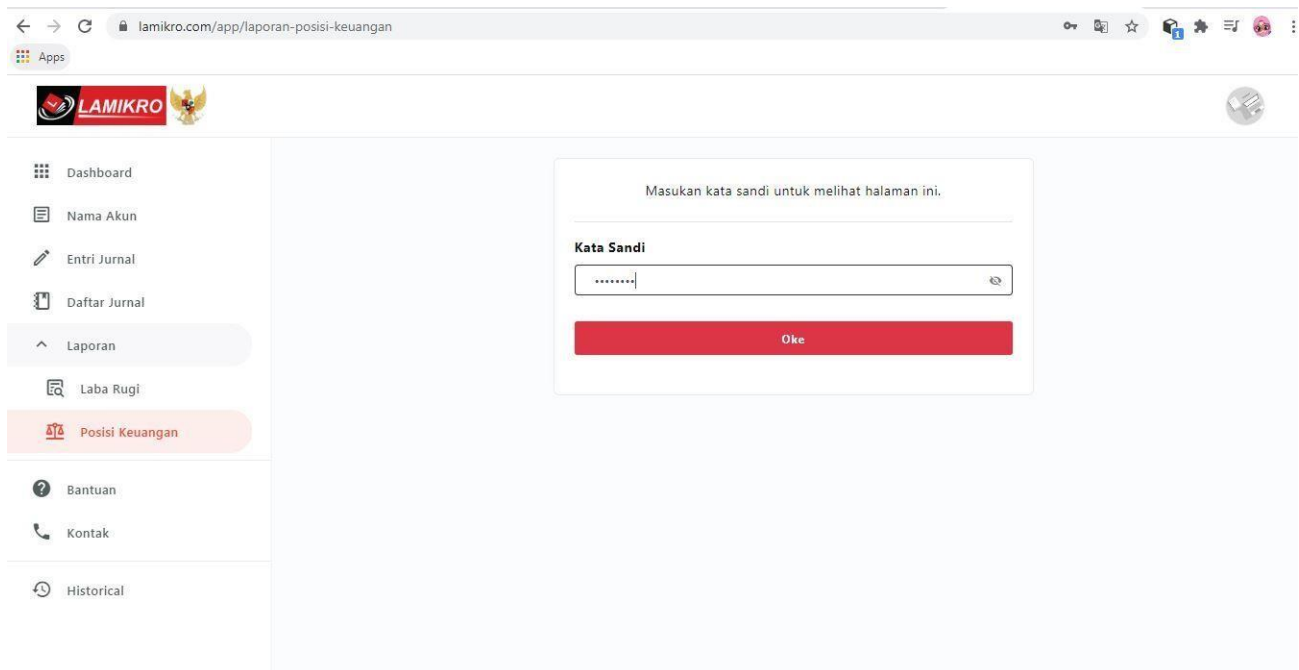 lamikro.com/app/laporan-posisi-keuangan
1
Apps
LAMIKRO
Dashboard
Nama Akun
Entri Jurnal
Daftar Jurnal
Laporan
Laba Rugi
Posisi Keuangan
Bantuan
Kontak
Historical
Masukan kata sandi untuk melihat halaman ini.
Kata Sandi
••••••••
Oke